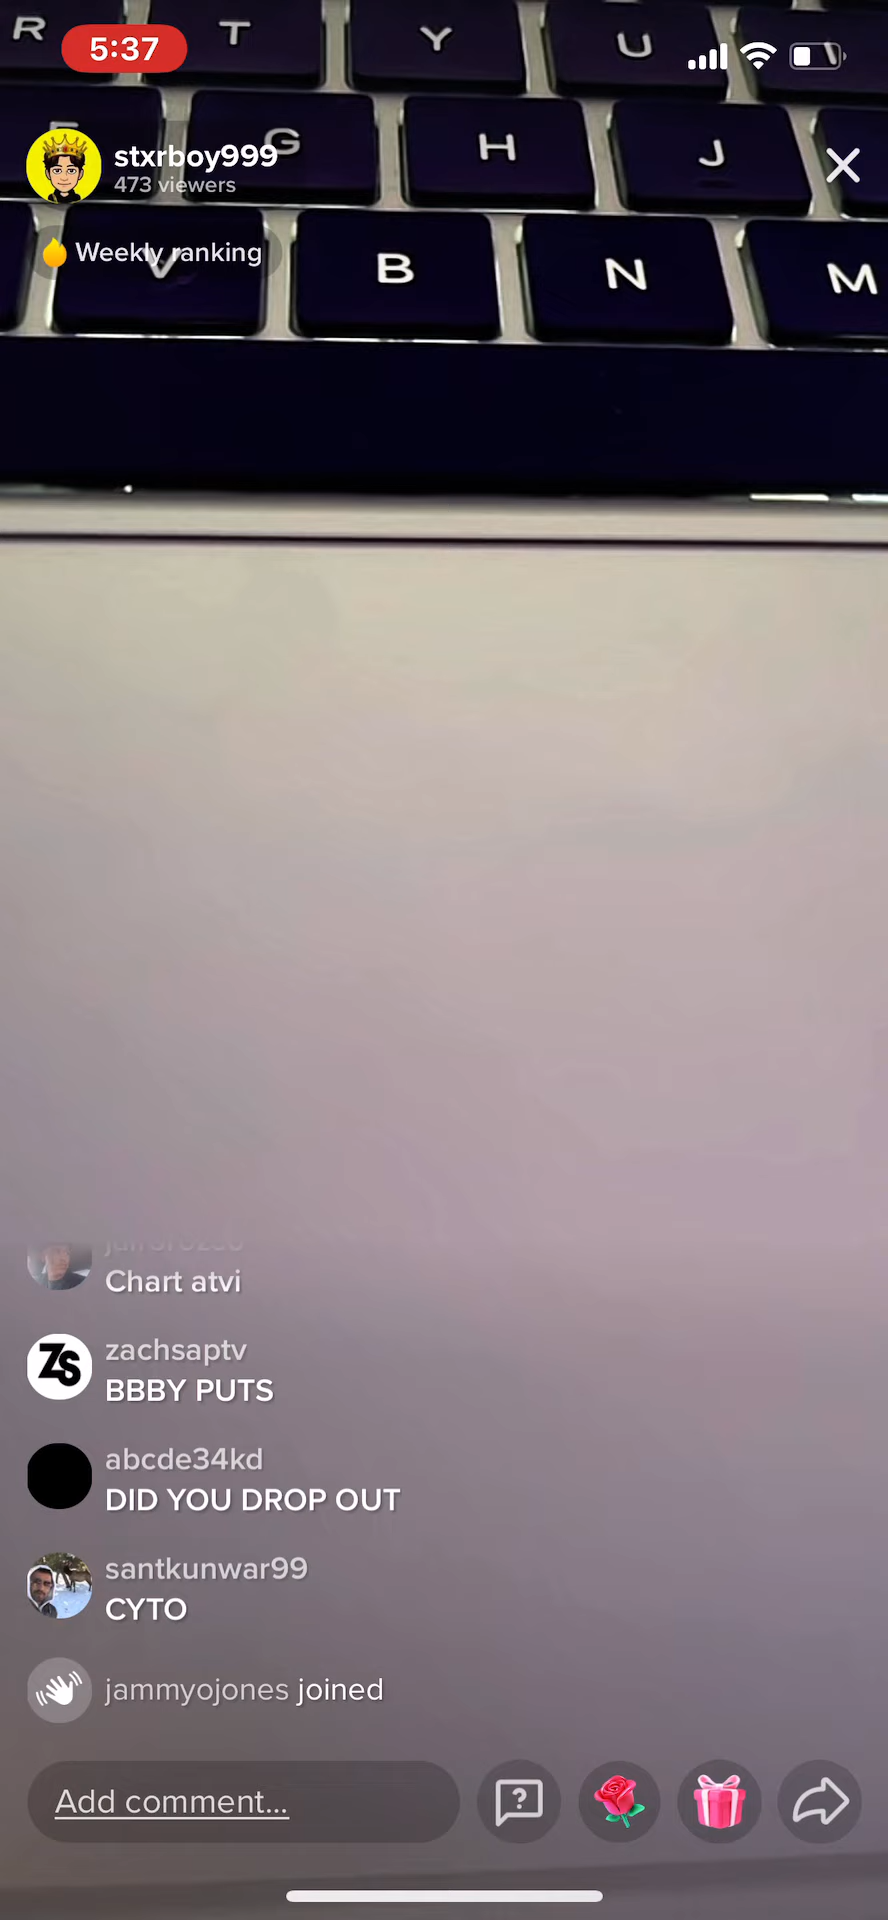 R T Y U
5:37
G H J
stxrboy999
473 viewers
Weekly ranking
V B N M
Chart atvi
ZS
zachsaptv
BBBY PUTS
abcde34kd
DID YOU DROP OUT
santkunwar99
CYTO
jammyojones joined
Add comment...
?